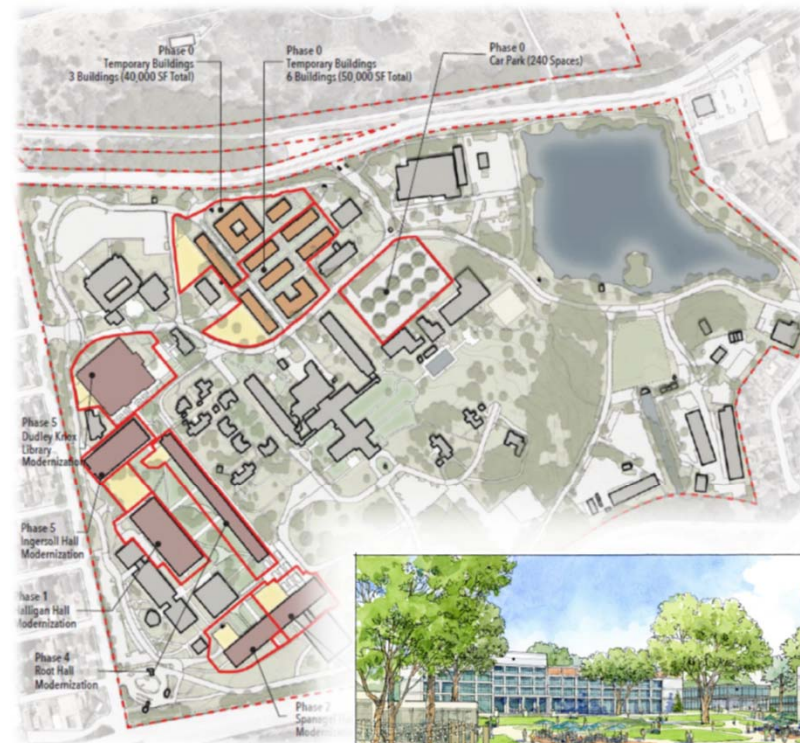 Phase 0
Temporary Buildings
3 Buildings (40,000 SF Total)
Phase 0
Temporary Buildings
6 Buildings (50,000 SF Total)
Phase 0
Car Park (240 Spaces)
Phase 5
Dudley Knox
Library
Modernization
Phase 5
Ingersoll Hall
Modernization
Phase 1
Halligan Hall
Modernization
Phase 4
Root Hall
Modernization
Phase 2